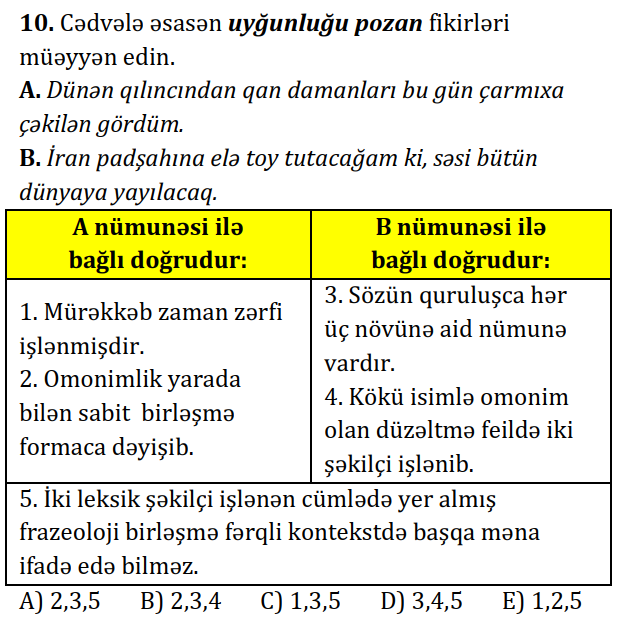 10. Cədvələ əsasən uyğunluğu pozan fikirləri
müəyyən edin.
A. Dünən qılıncından qan damanları bu gün çarmıxa
çəkilən gördüm.
B. İran padşahına elə toy tutacağam ki, səsi bütün
dünyaya yayılacaq.
A nümunəsi ilə
bağlı doğrudur:
B nümunəsi ilə
bağlı doğrudur:
1. Mürəkkəb zaman zərfi
işlənmişdir.
2. Omonimlik yarada
bilən sabit birləşmə
formaca dəyişib.
3. Sözün quruluşca hər
üç növünə aid nümunə
vardır.
4. Kökü isimlə omonim
olan düzəltmə feildə iki
şəkilçi işlənib.
5. İki leksik şəkilçi işlənən cümlədə yer almış
frazeoloji birləşmə fərqli kontekstdə başqa məna
ifadə edə bilməz.
A) 2,3,5 B) 2,3,4 C) 1,3,5 D) 3,4,5 E) 1,2,5